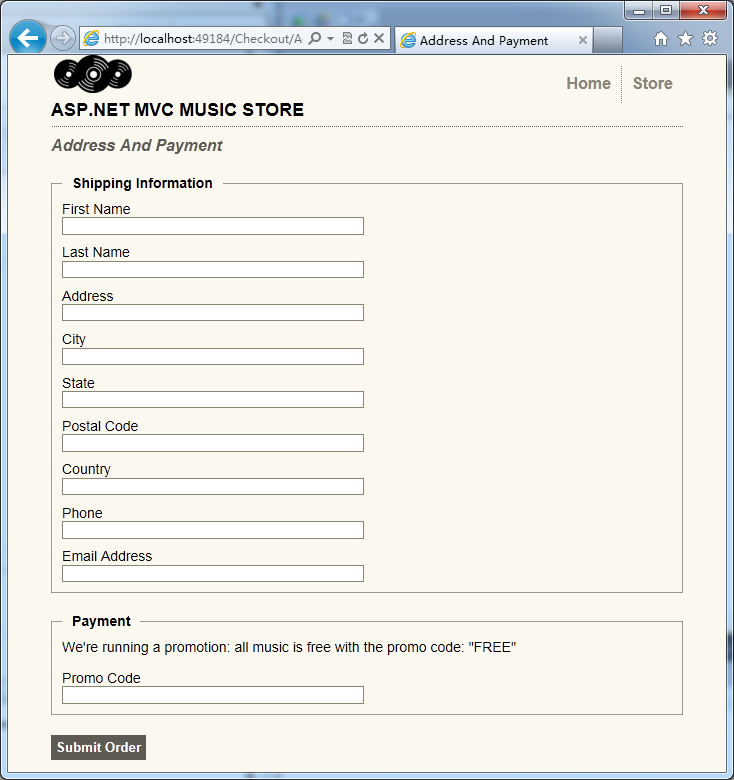 http://localhost:49184/Checkout/A
Address And Payment
Home
Store
ASP.NET MVC MUSIC STORE
Address And Payment
Shipping Information
First Name
Last Name
Address
City
State
Postal Code
Country
Phone
Email Address
Payment
We're running a promotion: all music is free with the promo code: "FREE"
Promo Code
Submit Order